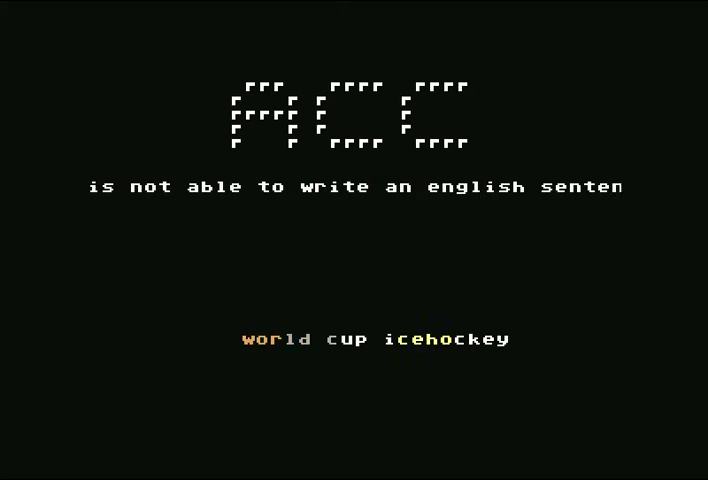 ACC
is not able to write an english senten
world cup icehockey